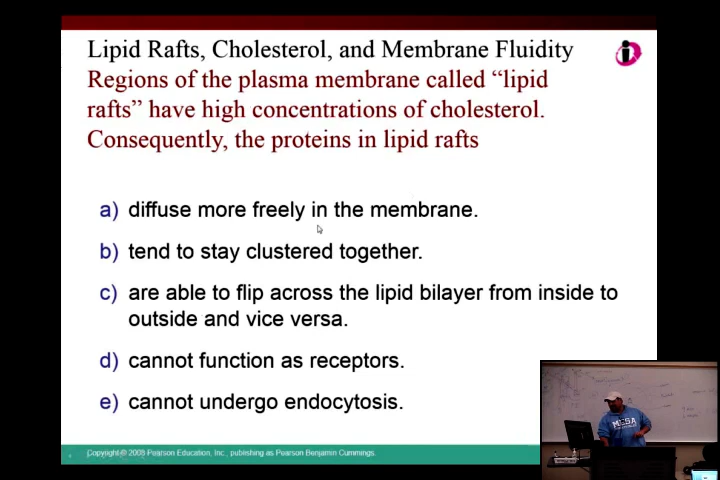 Lipid Rafts, Cholesterol, and Membrane Fluidity
Regions of the plasma membrane called “lipid
rafts” have high concentrations of cholesterol.
Consequently, the proteins in lipid rafts
a) diffuse more freely in the membrane.
b) tend to stay clustered together.
c) are able to flip across the lipid bilayer from inside to
outside and vice versa.
d) cannot function as receptors.
e) cannot undergo endocytosis.
Copyright © 2008 Pearson Education, Inc., publishing as Pearson Benjamin Cummings.
MESA